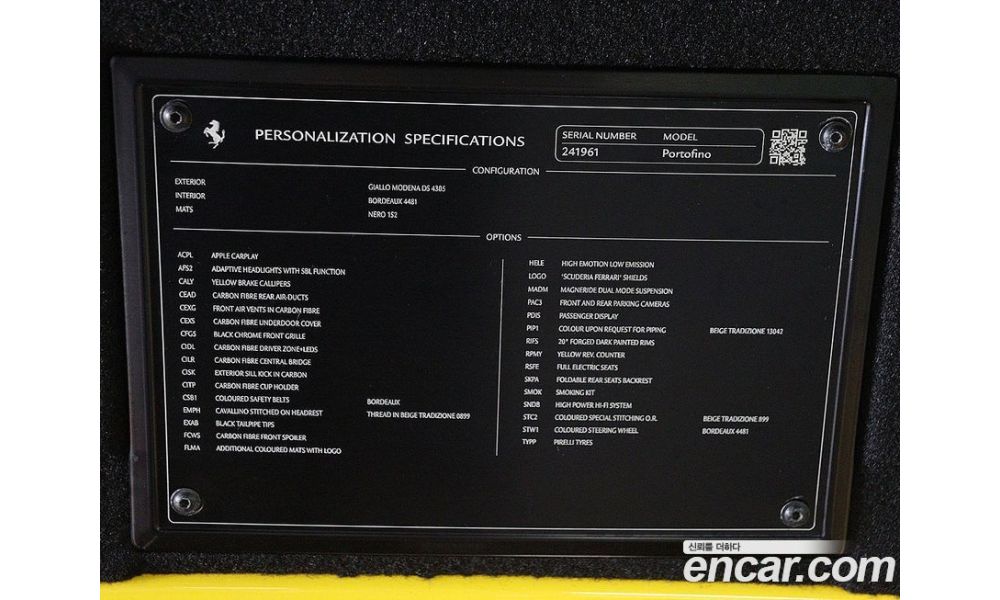 PERSONALIZATION SPECIFICATIONS
SERIAL NUMBER MODEL
241961 Portofino
CONFIGURATION
EXTERIOR GIALLO MODENA DS 4305
INTERIOR BORDEAUX 4481
MATS NERO 152
OPTIONS
ACPL APPLE CARPLAY
AFS2 ADAPTIVE HEADLIGHTS WITH SBL FUNCTION
CALY YELLOW BRAKE CALLIPERS
CEAD CARBON FIBRE REAR AIR-DUCTS
CEXG FRONT AIR VENTS IN CARBON FIBRE
CEXS CARBON FIBRE UNDERDOOR COVER
CFGS BLACK CHROME FRONT GRILLE
CIDL CARBON FIBRE DRIVER ZONE+LEDS
CILR CARBON FIBRE CENTRAL BRIDGE
CISK EXTERIOR SILL KICK IN CARBON
CITP CARBON FIBRE CUP HOLDER
CSB1 COLOURED SAFETY BELTS BORDEAUX
EMPH CAVALLINO STITCHED ON HEADREST THREAD IN BEIGE TRADIZIONE 0899
EXAB BLACK TAILPIPE TIPS
FCWS CARBON FIBRE FRONT SPOILER
FLMA ADDITIONAL COLOURED MATS WITH LOGO
HELE HIGH EMOTION LOW EMISSION
LOGO 'SCUDERIA FERRARI' SHIELDS
MADM MAGNERIDE DUAL MODE SUSPENSION
PAC3 FRONT AND REAR PARKING CAMERAS
PDIS PASSENGER DISPLAY
PIP1 COLOUR UPON REQUEST FOR PIPING BEIGE TRADIZIONE 13042
RIFS 20" FORGED DARK PAINTED RIMS
RPMY YELLOW REV. COUNTER
RSFE FULL ELECTRIC SEATS
SKPA FOLDABLE REAR SEATS BACKREST
SMOK SMOKING KIT
SNDB HIGH POWER HI-FI SYSTEM
STC2 COLOURED SPECIAL STITCHING O.R. BEIGE TRADIZIONE 899
STW1 COLOURED STEERING WHEEL BORDEAUX 4481
TYPP PIRELLI TYRES
신뢰를 더하다
encar.com